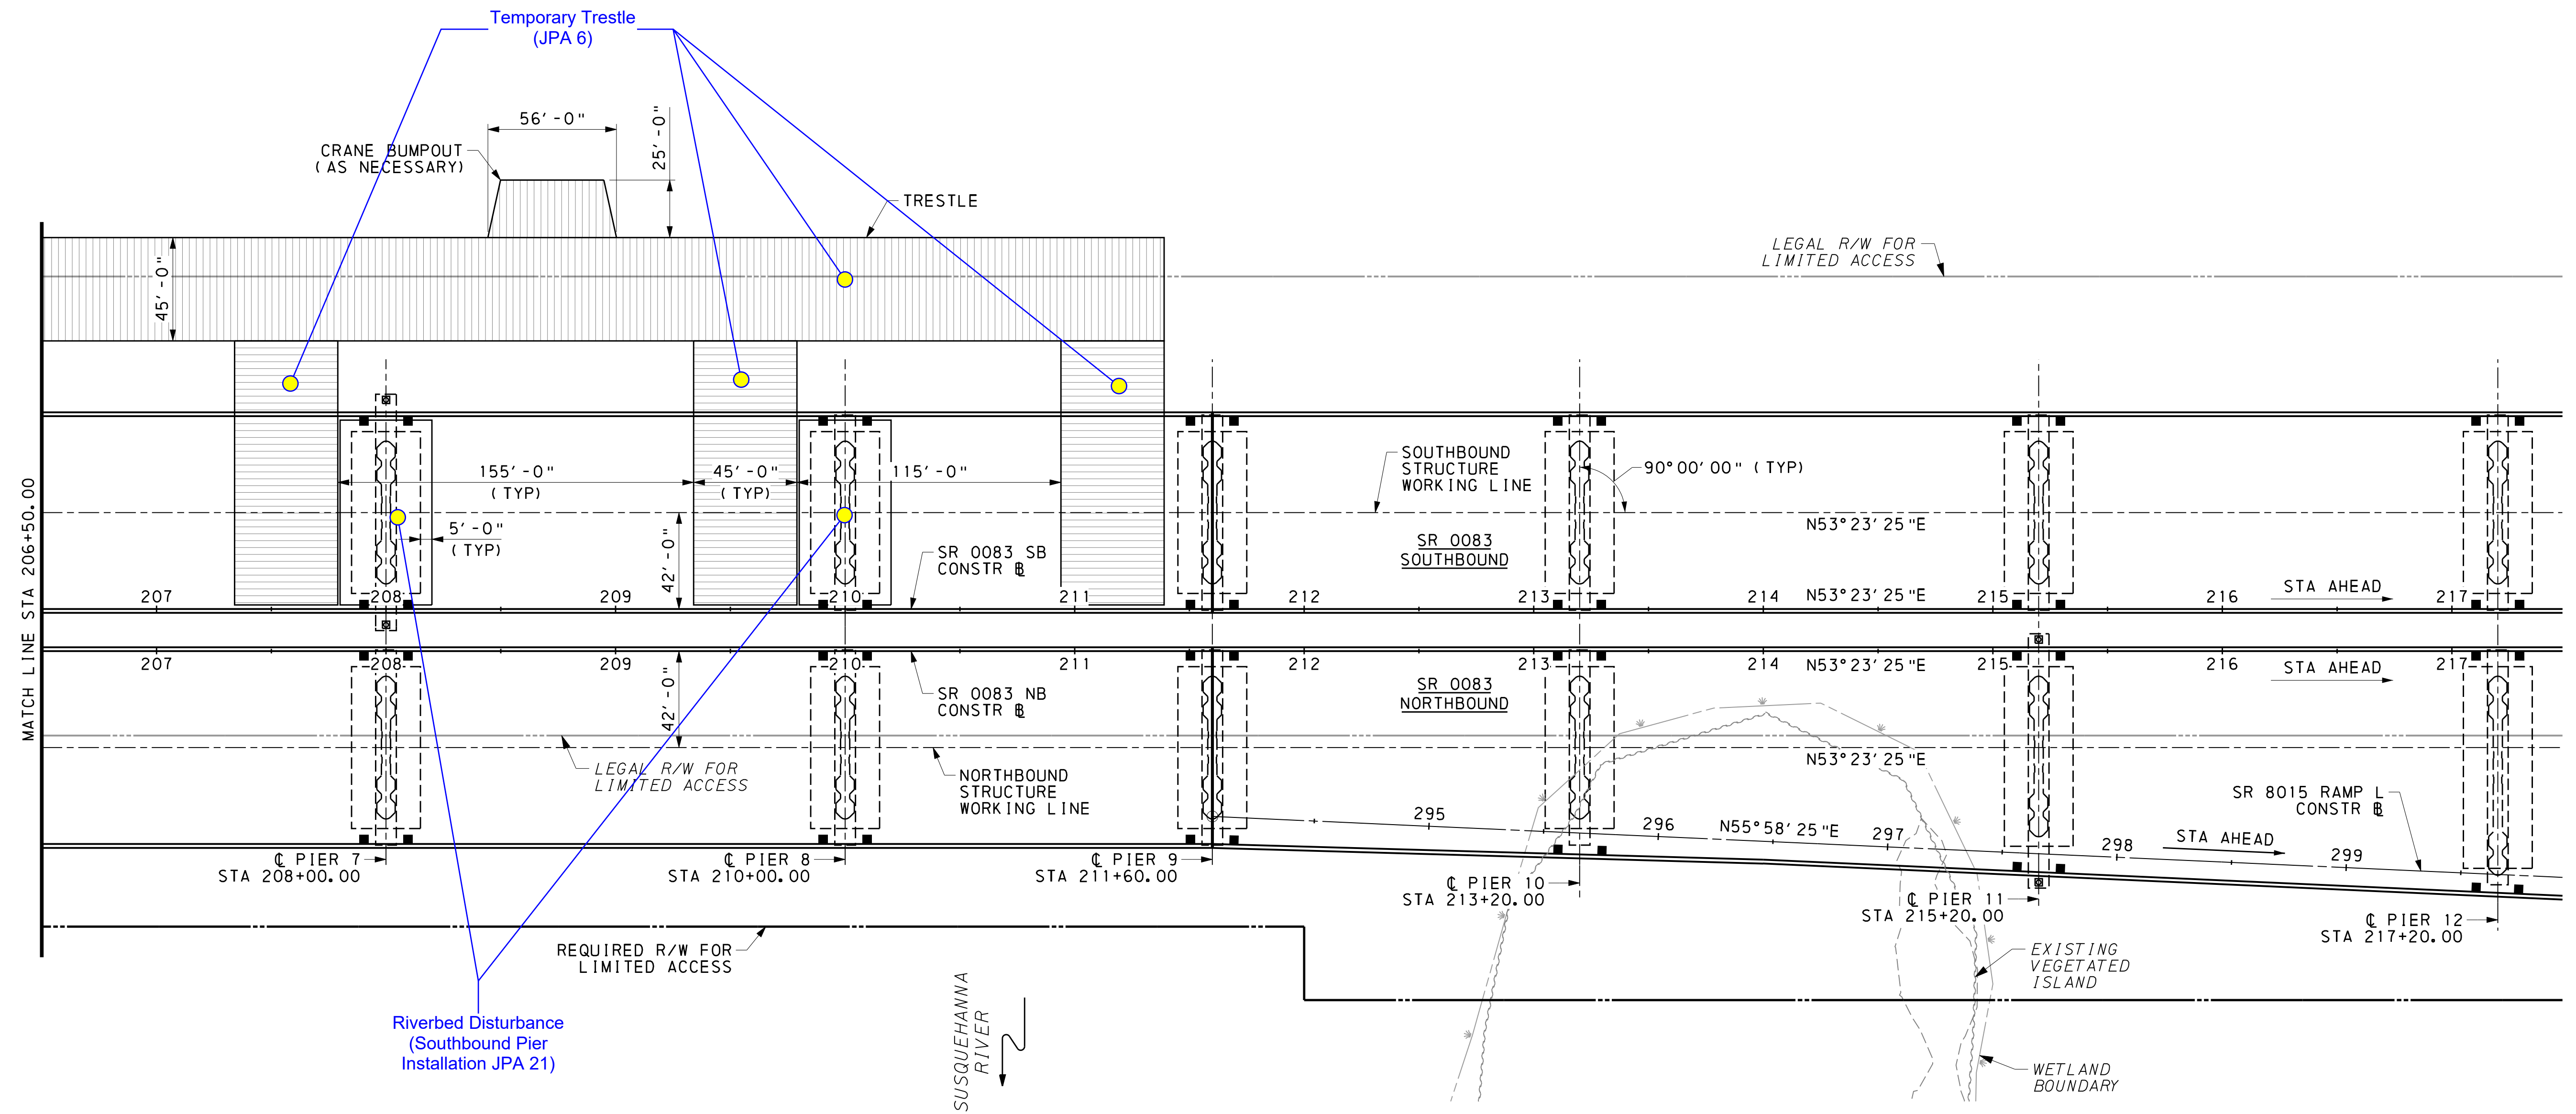 Temporary Trestle
(JPA 6)
56'-0"
25'-0"
CRANE BUMPOUT
(AS NECESSARY)
TRESTLE
LEGAL R/W FOR
LIMITED ACCESS
45'-0"
MATCH LINE STA 206+50.00
155'-0"
(TYP)
45'-0"
(TYP)
115'-0"
5'-0"
(TYP)
42'-0"
SOUTHBOUND
STRUCTURE
WORKING LINE
90°00'00" (TYP)
N53°23'25"E
SR 0083 SB
CONSTR BL
SR 0083
SOUTHBOUND
207
208
209
210
211
212
213
214
N53°23'25"E
215
216
STA AHEAD
217
207
208
209
210
211
212
213
214
N53°23'25"E
215
216
STA AHEAD
217
42'-0"
SR 0083 NB
CONSTR BL
SR 0083
NORTHBOUND
LEGAL R/W FOR
LIMITED ACCESS
NORTHBOUND
STRUCTURE
WORKING LINE
N53°23'25"E
SR 8015 RAMP L
CONSTR BL
295
296
N55°58'25"E
297
298
STA AHEAD
299
CL PIER 7
STA 208+00.00
CL PIER 8
STA 210+00.00
CL PIER 9
STA 211+60.00
CL PIER 10
STA 213+20.00
CL PIER 11
STA 215+20.00
CL PIER 12
STA 217+20.00
REQUIRED R/W FOR
LIMITED ACCESS
EXISTING
VEGETATED
ISLAND
Riverbed Disturbance
(Southbound Pier
Installation JPA 21)
SUSQUEHANNA
RIVER
WETLAND
BOUNDARY